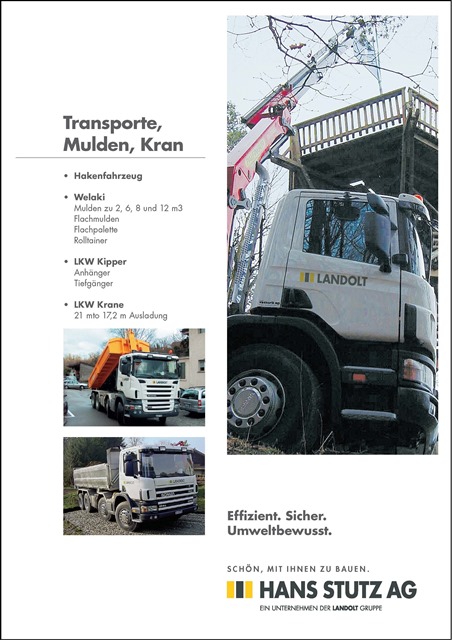 Transporte,
Mulden, Kran
• Hakenfahrzeug
• Welaki
Mulden zu 2, 6, 8 und 12 m3
Flachmulden
Flachpalette
Rolltainer
• LKW Kipper
Anhänger
Tiefgänger
• LKW Krane
21 mto 17,2 m Ausladung
LANDOLT
Effizient. Sicher.
Umweltbewusst.
SCHÖN, MIT IHNEN ZU BAUEN.
HANS STUTZ AG
EIN UNTERNEHMEN DER LANDOLT GRUPPE